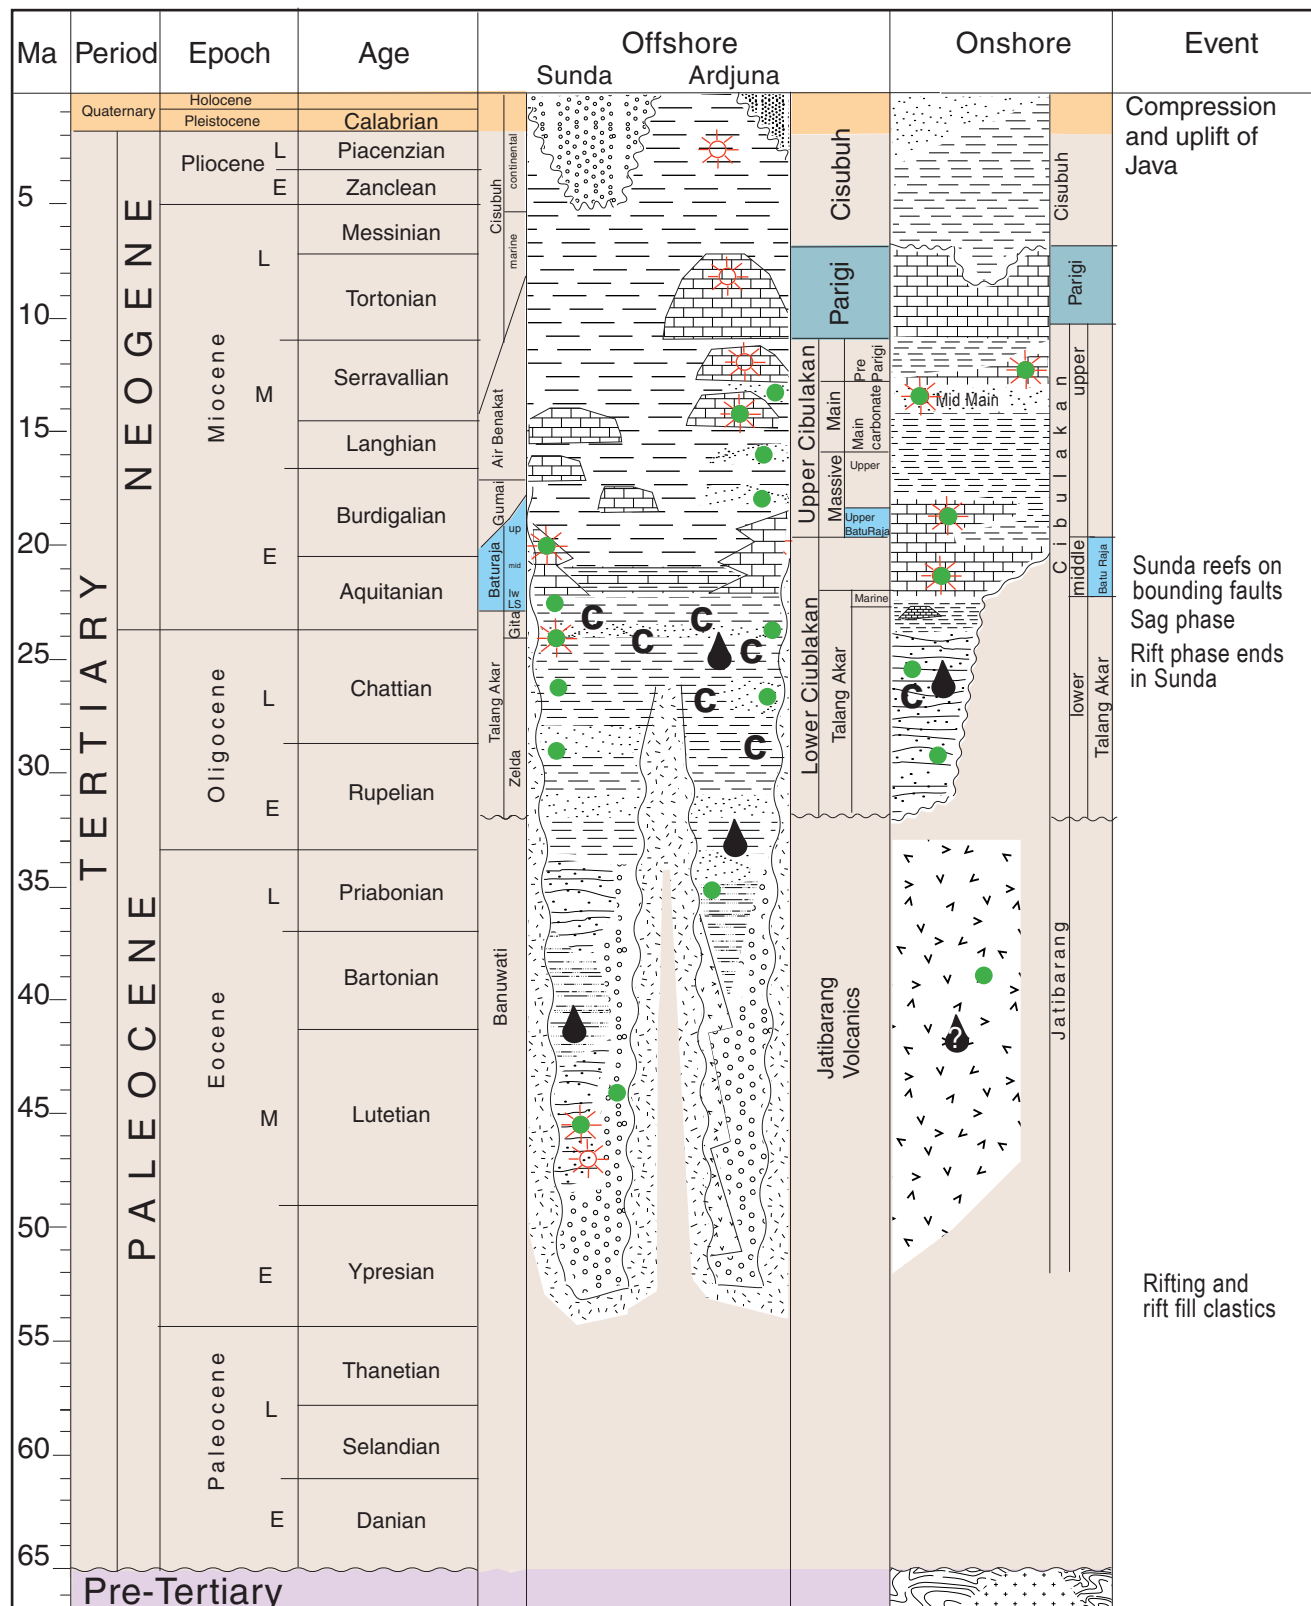 Ma Period Epoch Age Offshore Onshore Event
Sunda Ardjuna
Quaternary
Holocene
Pleistocene
Calabrian
Pliocene
L
Piacenzian
E
Zanclean
5
Messinian
L
Tortonian
10
Miocene
Serravallian
M
15
Langhian
Burdigalian
20
E
Aquitanian
25
Oligocene
Chattian
L
30
Rupelian
E
35
Priabonian
L
Bartonian
40
Eocene
Lutetian
M
45
50
Ypresian
E
55
Paleocene
Thanetian
L
Selandian
60
Danian
E
65
Pre-Tertiary
TERTIARY
NEOGENE
PALEOCENE
Cisubuh
continental
marine
Air Benakat
Gumai
Baturaja
up
mid
lw
LS
Gita
Talang Akar
Zelda
Banuwati
C
C
C
C
C
C
Cisubuh
Parigi
Upper Cibulakan
Pre
Parigi
Main
Main
carbonate
Massive
Upper
Upper
BatuRaja
Lower Ciublakan
Marine
Talang Akar
Jatibarang
Volcanics
Mid Main
C
?
Cisubuh
Parigi
Cibulakan
upper
middle
Batu Raja
lower
Talang Akar
Jatibarang
Compression
and uplift of
Java
Sunda reefs on
bounding faults
Sag phase
Rift phase ends
in Sunda
Rifting and
rift fill clastics